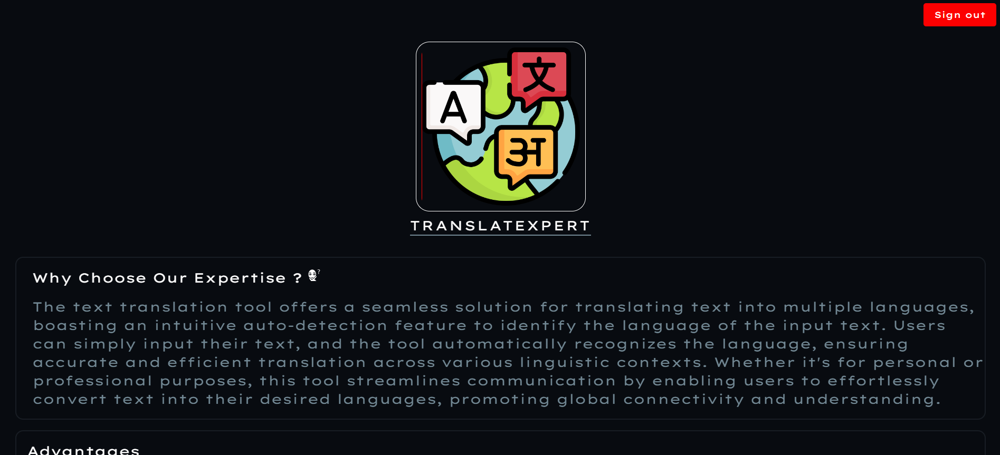 Sign out
文
A
अ
TRANSLATEXPERT
Why Choose Our Expertise ?
The text translation tool offers a seamless solution for translating text into multiple languages,
boasting an intuitive auto-detection feature to identify the language of the input text. Users
can simply input their text, and the tool automatically recognizes the language, ensuring
accurate and efficient translation across various linguistic contexts. Whether it's for personal or
professional purposes, this tool streamlines communication by enabling users to effortlessly
convert text into their desired languages, promoting global connectivity and understanding.
Advantages